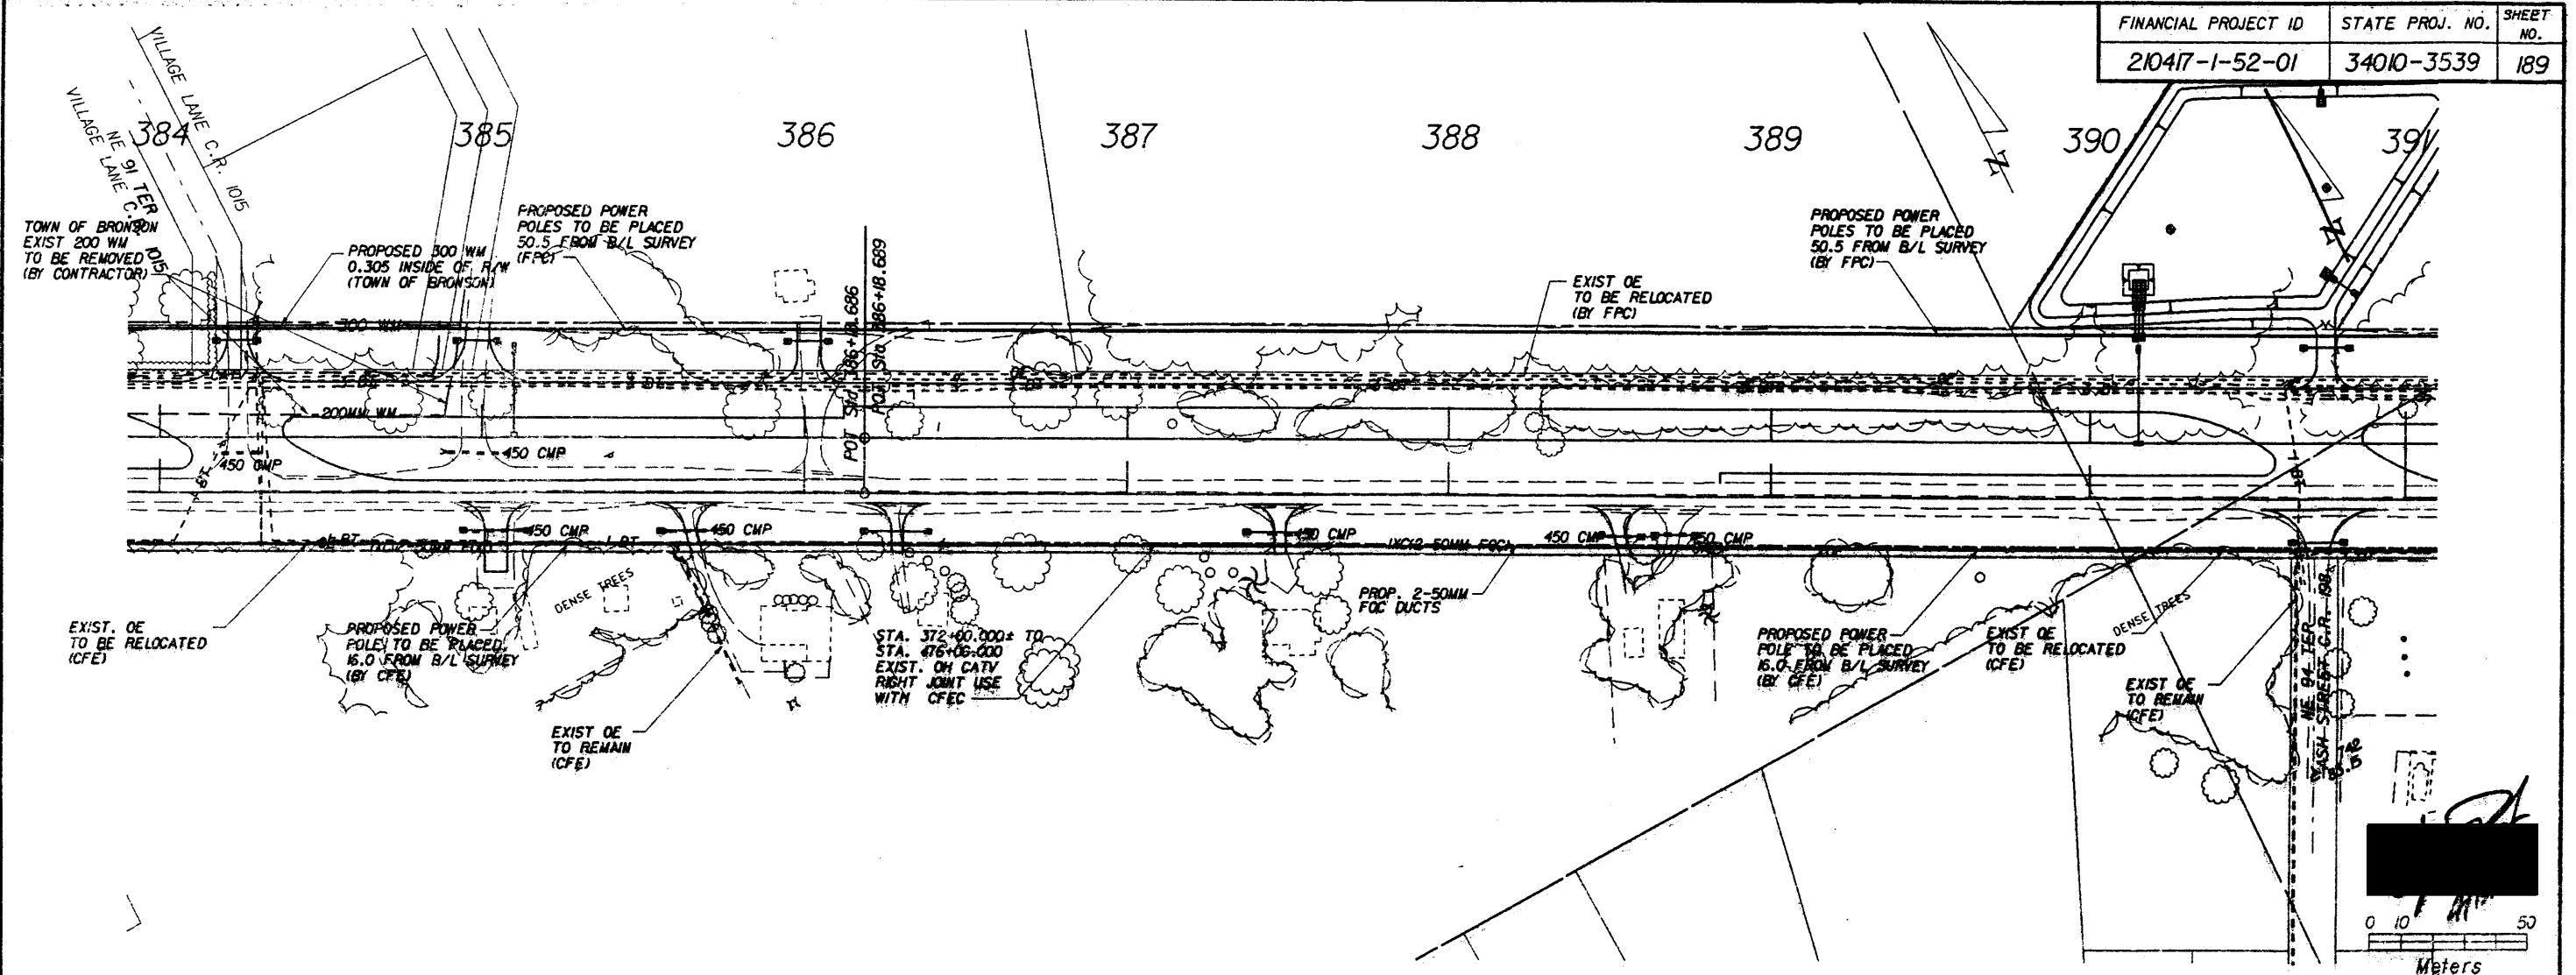 FINANCIAL PROJECT ID
STATE PROJ. NO.
SHEET
NO.
210417-1-52-01
34010-3539
189
VILLAGE LANE C.R. 1015
NE 91 TER
VILLAGE LANE C.R. 1015
384
385
386
387
388
389
390
391
N
N
TOWN OF BRONSON
EXIST 200 WM
TO BE REMOVED
(BY CONTRACTOR)
PROPOSED 300 WM
0.305 INSIDE OF R/W
(TOWN OF BRONSON)
PROPOSED POWER
POLES TO BE PLACED
50.5 FROM B/L SURVEY
(FPC)
POT Sta
POT Sta 386+18.689
EXIST OE
TO BE RELOCATED
(BY FPC)
PROPOSED POWER
POLES TO BE PLACED
50.5 FROM B/L SURVEY
(BY FPC)
300 WM
200MM WM
450 CMP
450 CMP
450 CMP
450 CMP
450 CMP
450 CMP
450 CMP
EXIST. OE
TO BE RELOCATED
(CFE)
PROPOSED POWER
POLE TO BE PLACED
16.0 FROM B/L SURVEY
(BY CFE)
DENSE TREES
EXIST OE
TO REMAIN
(CFE)
STA. 372+00.000± TO
STA. 476+06.000
EXIST. OH CATV
RIGHT JOINT USE
WITH CFEC
PROP. 2-50MM
FOC DUCTS
PROPOSED POWER
POLE TO BE PLACED
16.0 FROM B/L SURVEY
(BY CFE)
EXIST OE
TO BE RELOCATED
(CFE)
DENSE TREES
EXIST OE
TO REMAIN
(CFE)
NE 94 TER
ASH STREET C.R. 198
0 10 50
Meters